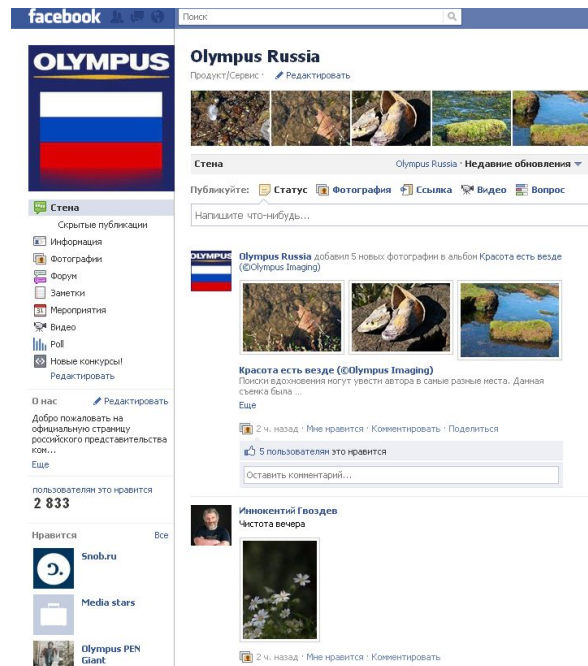 facebook
Поиск
OLYMPUS
Olympus Russia
Продукт/Сервис · Редактировать
Стена
Olympus Russia · Недавние обновления
Публикуйте: Статус Фотография Ссылка Видео Вопрос
Напишите что-нибудь...
Стена
Скрытые публикации
Информация
Фотографии
Форум
Заметки
31 Мероприятия
Видео
Poll
Новые конкурсы!
Редактировать
О нас
Редактировать
Добро пожаловать на
официальную страницу
российского представительства
ком...
Еще
пользователям это нравится
2 833
Нравится
Все
Snob.ru
Media stars
Olympus PEN
Giant
OLYMPUS
Olympus Russia добавил 5 новых фотографии в альбом Красота есть везде
(©Olympus Imaging)
Красота есть везде (©Olympus Imaging)
Поиски вдохновения могут увести автора в самые разные места. Данная
съемка была ...
Еще
2 ч. назад · Мне нравится · Комментировать · Поделиться
5 пользователям это нравится
Оставить комментарий...
Иннокентий Гвоздев
Чистота вечера
2 ч. назад · Мне нравится · Комментировать